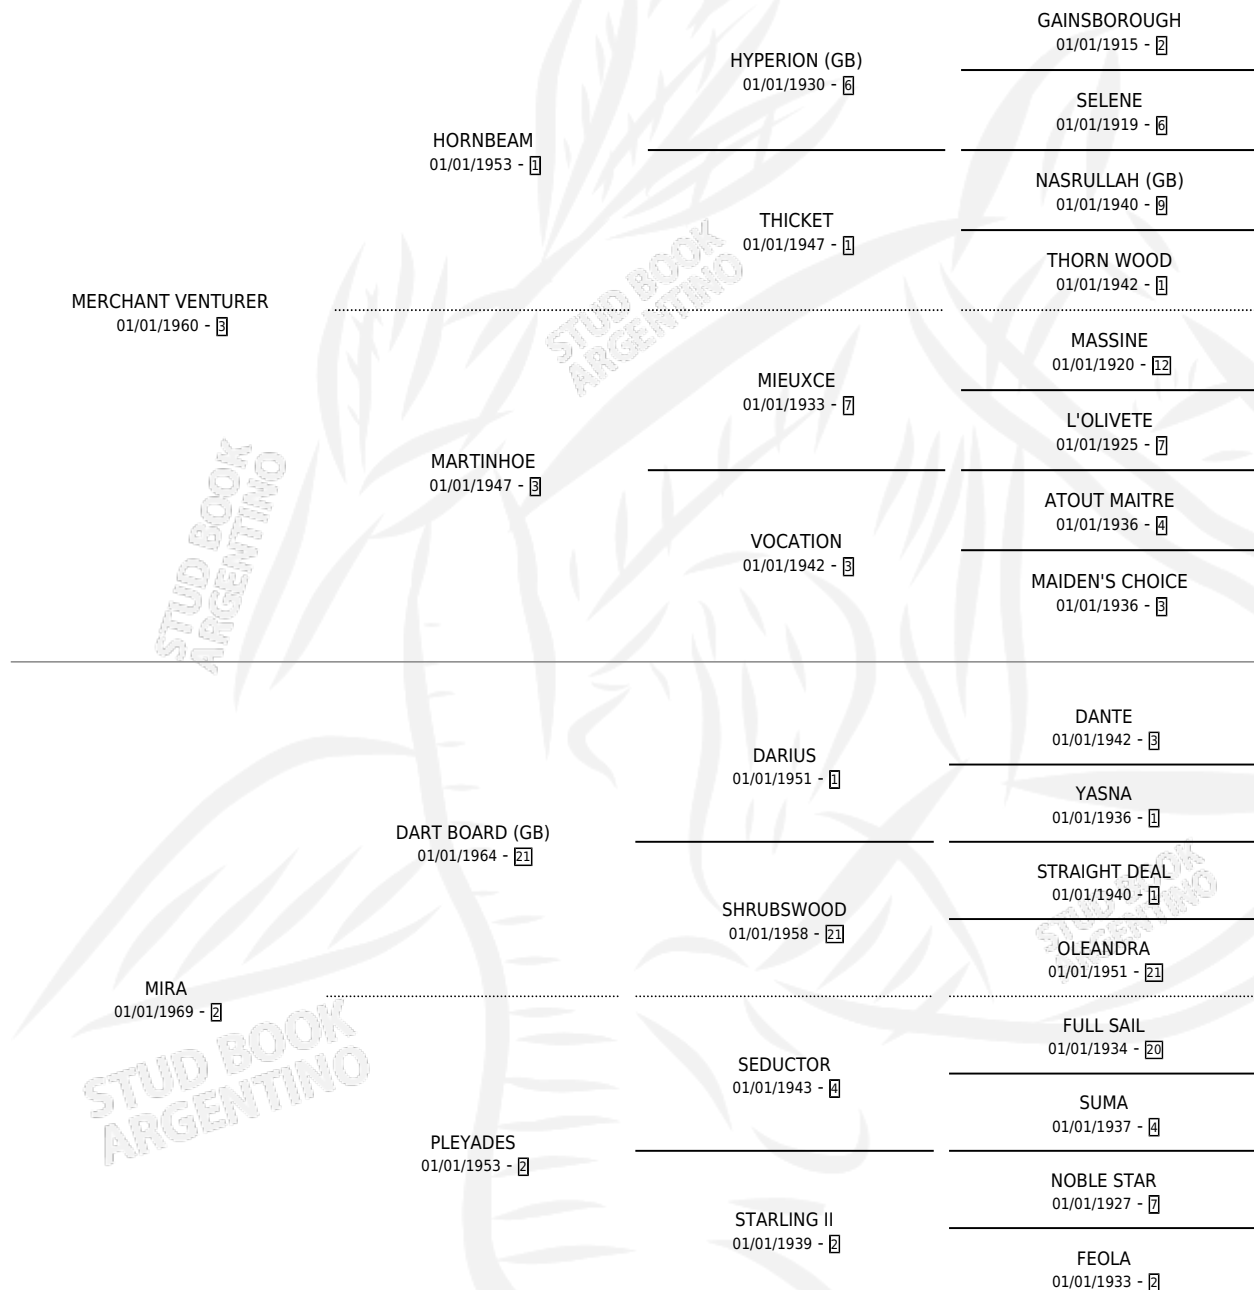 GAINSBOROUGH
01/01/1915 - 2
HYPERION (GB)
01/01/1930 - 6
SELENE
01/01/1919 - 6
HORNBEAM
01/01/1953 - 1
NASRULLAH (GB)
01/01/1940 - 9
THICKET
01/01/1947 - 1
THORN WOOD
01/01/1942 - 1
MERCHANT VENTURER
01/01/1960 - 3
MASSINE
01/01/1920 - 12
MIEUXCE
01/01/1933 - 7
L'OLIVETE
01/01/1925 - 7
MARTINHOE
01/01/1947 - 3
ATOUT MAITRE
01/01/1936 - 4
VOCATION
01/01/1942 - 3
MAIDEN'S CHOICE
01/01/1936 - 3
DANTE
01/01/1942 - 3
DARIUS
01/01/1951 - 1
YASNA
01/01/1936 - 1
DART BOARD (GB)
01/01/1964 - 21
STRAIGHT DEAL
01/01/1940 - 1
SHRUBSWOOD
01/01/1958 - 21
OLEANDRA
01/01/1951 - 21
MIRA
01/01/1969 - 2
FULL SAIL
01/01/1934 - 20
SEDUCTOR
01/01/1943 - 4
SUMA
01/01/1937 - 4
PLEYADES
01/01/1953 - 2
NOBLE STAR
01/01/1927 - 7
STARLING II
01/01/1939 - 2
FEOLA
01/01/1933 - 2
STUD BOOK
ARGENTINO
STUD BOOK
ARGENTINO
STUD BOOK
ARGENTINO
STUD BOOK
ARGENTINO